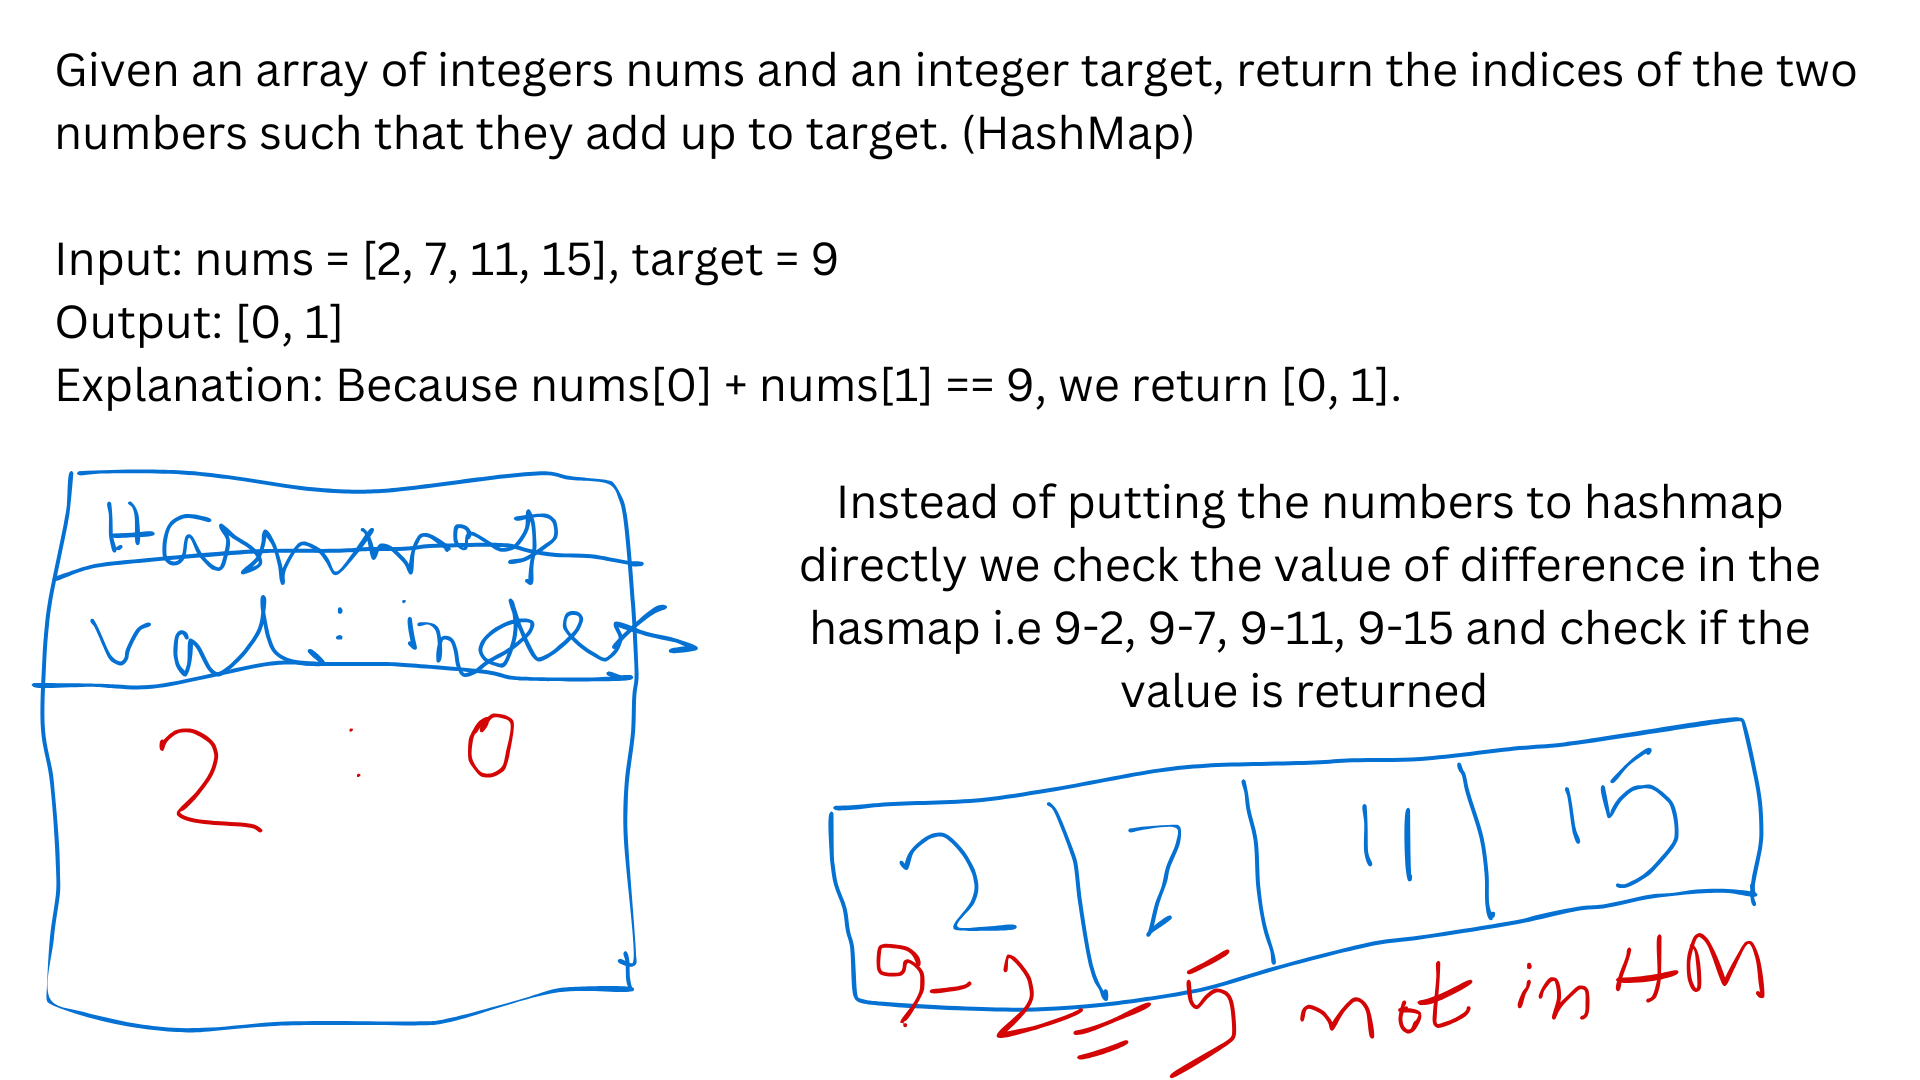 Given an array of integers nums and an integer target, return the indices of the two
numbers such that they add up to target. (HashMap)
Input: nums = [2, 7, 11, 15], target = 9
Output: [0, 1]
Explanation: Because nums[0] + nums[1] == 9, we return [0, 1].
Hashmap
val : index
2 : 0
Instead of putting the numbers to hashmap
directly we check the value of difference in the
hasmap i.e 9-2, 9-7, 9-11, 9-15 and check if the
value is returned
2 7 11 15
9-2 = 5 not in HM